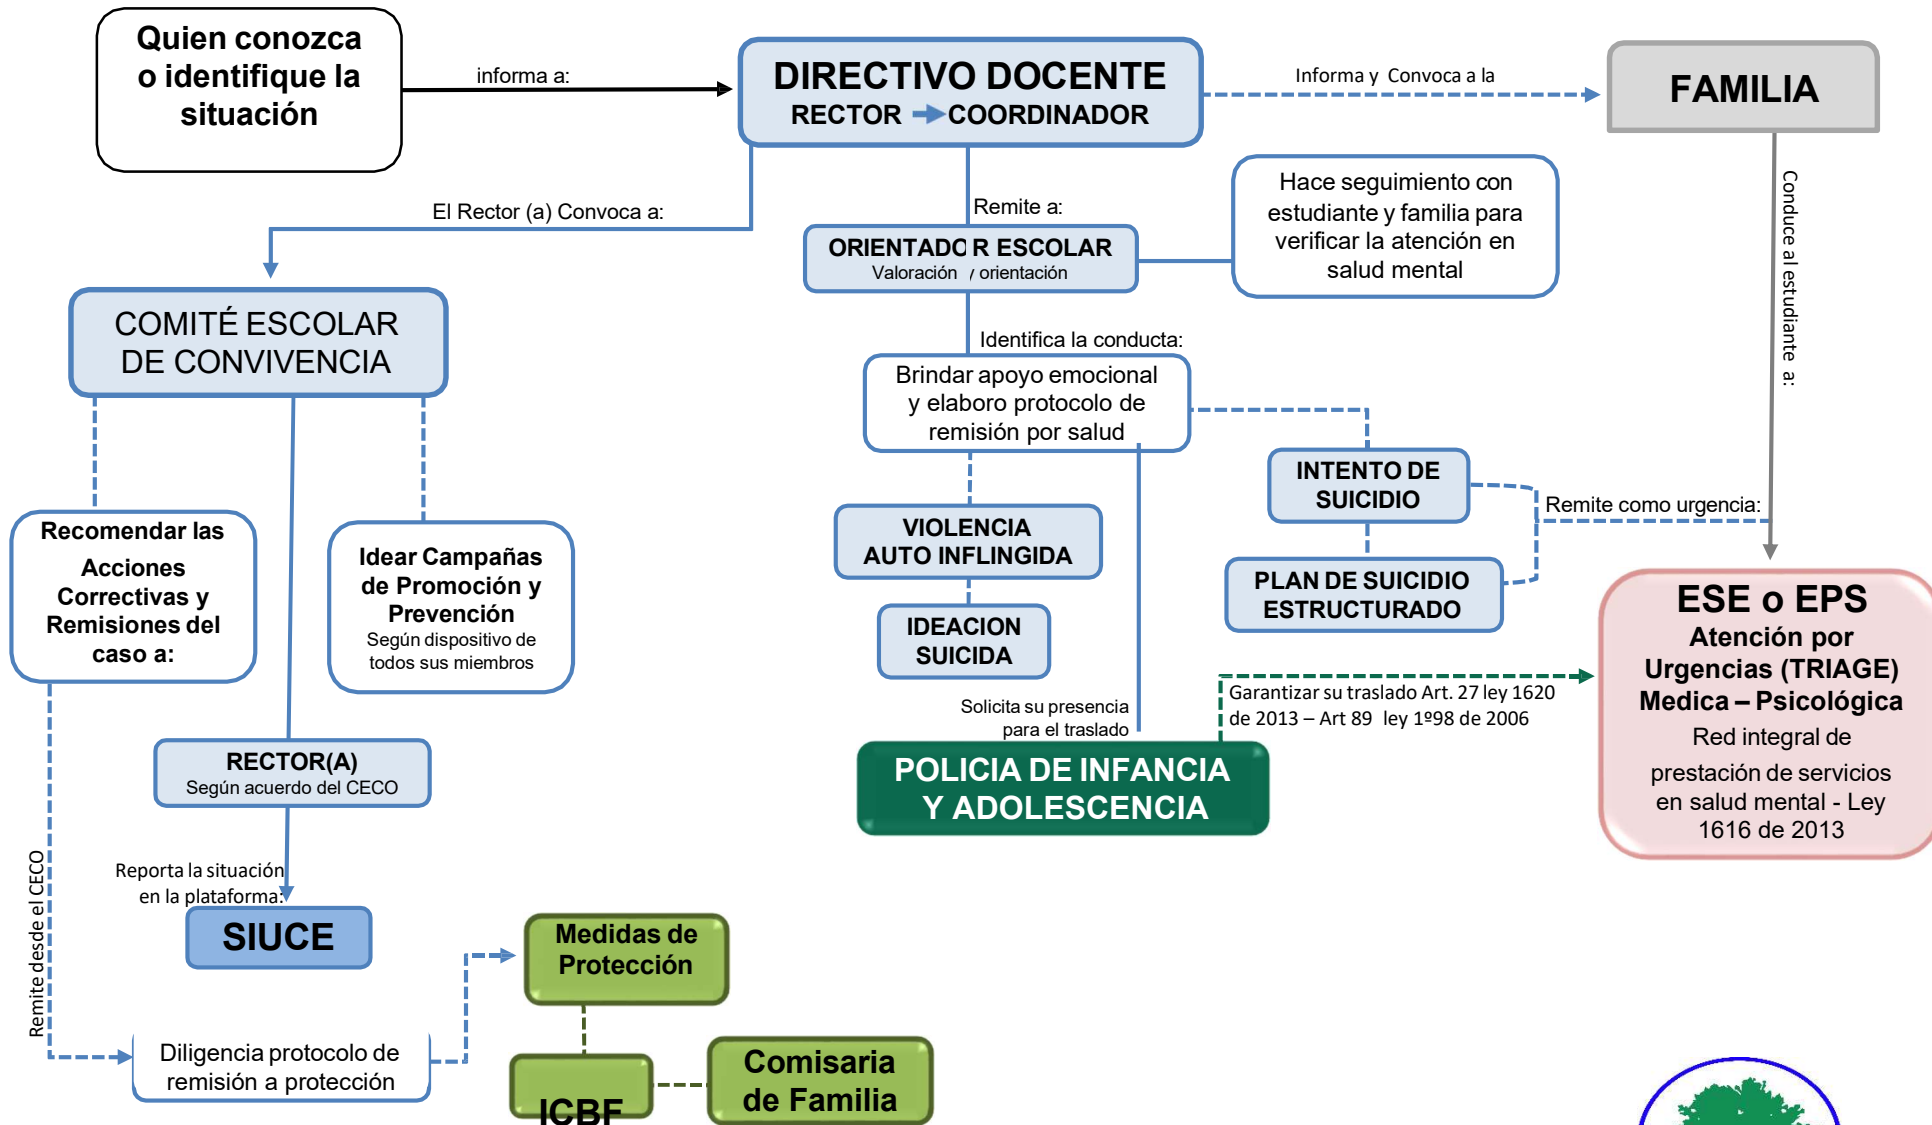 Quien conozca
o identifique la
situación
informa a:
DIRECTIVO DOCENTE
RECTOR COORDINADOR
Informa y Convoca a la
FAMILIA
Conduce al estudiante a:
El Rector (a) Convoca a:
Remite a:
ORIENTADOR ESCOLAR
Valoración y orientación
Hace seguimiento con
estudiante y familia para
verificar la atención en
salud mental
COMITÉ ESCOLAR
DE CONVIVENCIA
Identifica la conducta:
Brindar apoyo emocional
y elaboro protocolo de
remisión por salud
INTENTO DE
SUICIDIO
Remite como urgencia:
VIOLENCIA
AUTO INFLINGIDA
PLAN DE SUICIDIO
ESTRUCTURADO
IDEACION
SUICIDA
Recomendar las
Acciones
Correctivas y
Remisiones del
caso a:
Idear Campañas
de Promoción y
Prevención
Según dispositivo de
todos sus miembros
ESE o EPS
Atención por
Urgencias (TRIAGE)
Medica – Psicológica
Red integral de
prestación de servicios
en salud mental - Ley
1616 de 2013
Solicita su presencia
para el traslado
Garantizar su traslado Art. 27 ley 1620
de 2013 – Art 89 ley 1º98 de 2006
POLICIA DE INFANCIA
Y ADOLESCENCIA
RECTOR(A)
Según acuerdo del CECO
Reporta la situación
en la plataforma:
SIUCE
Remite desde el CECO
Diligencia protocolo de
remisión a protección
Medidas de
Protección
ICBF
Comisaria
de Familia